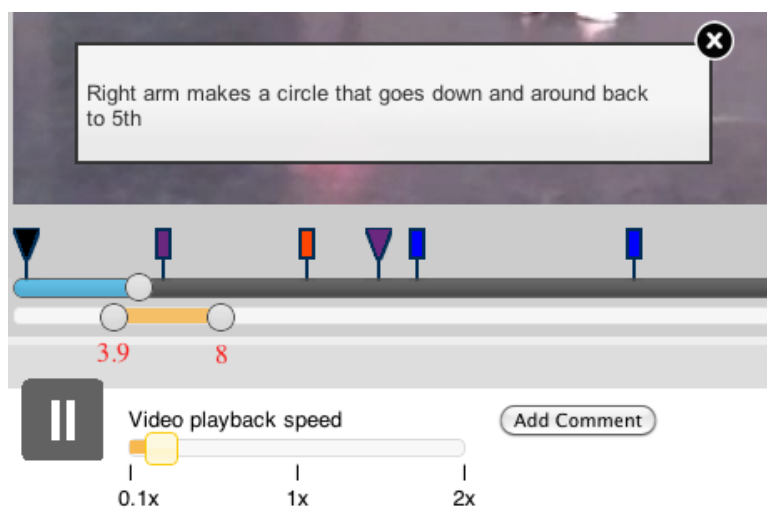 Right arm makes a circle that goes down and around back
to 5th
3.9 8
Video playback speed
Add Comment
0.1x 1x 2x